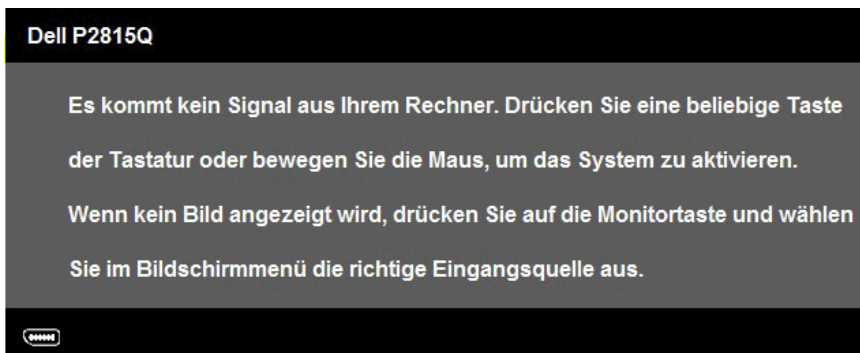 Dell P2815Q
Es kommt kein Signal aus Ihrem Rechner. Drücken Sie eine beliebige Taste
der Tastatur oder bewegen Sie die Maus, um das System zu aktivieren.
Wenn kein Bild angezeigt wird, drücken Sie auf die Monitortaste und wählen
Sie im Bildschirmmenü die richtige Eingangsquelle aus.